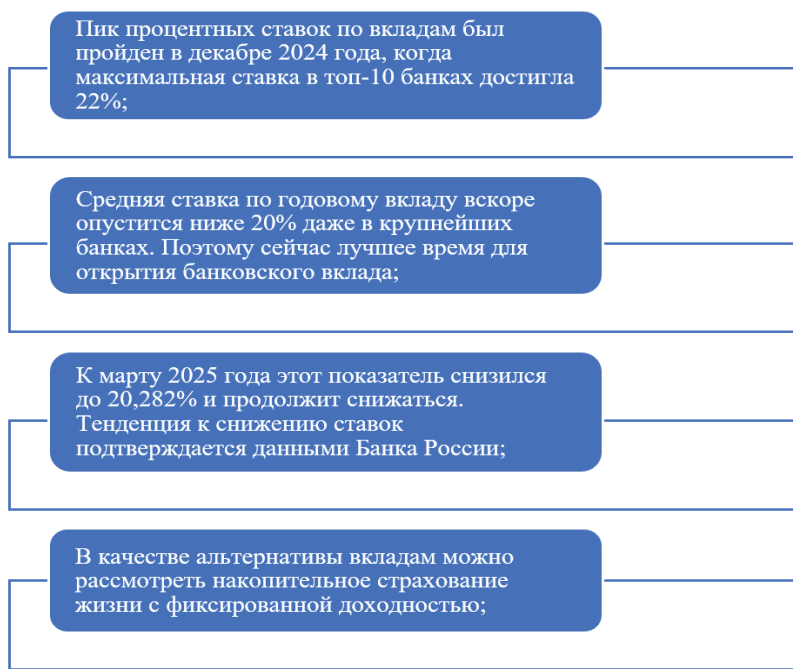 Пик процентных ставок по вкладам был
пройден в декабре 2024 года, когда
максимальная ставка в топ-10 банках достигла
22%;
Средняя ставка по годовому вкладу вскоре
опустится ниже 20% даже в крупнейших
банках. Поэтому сейчас лучшее время для
открытия банковского вклада;
К марту 2025 года этот показатель снизился
до 20,282% и продолжит снижаться.
Тенденция к снижению ставок
подтверждается данными Банка России;
В качестве альтернативы вкладам можно
рассмотреть накопительное страхование
жизни с фиксированной доходностью;